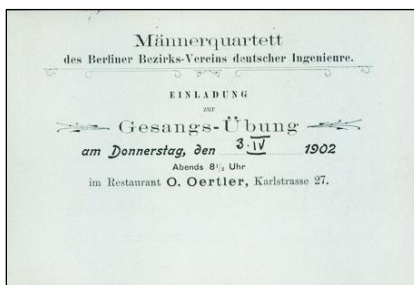 Männerquartett
des Berliner Bezirks-Vereins deutscher Ingenieure.
EINLADUNG
zur
Gesangs-Übung
am Donnerstag, den 3. IV 1902
Abends 8½ Uhr
im Restaurant O. Oertler, Karlstrasse 27.